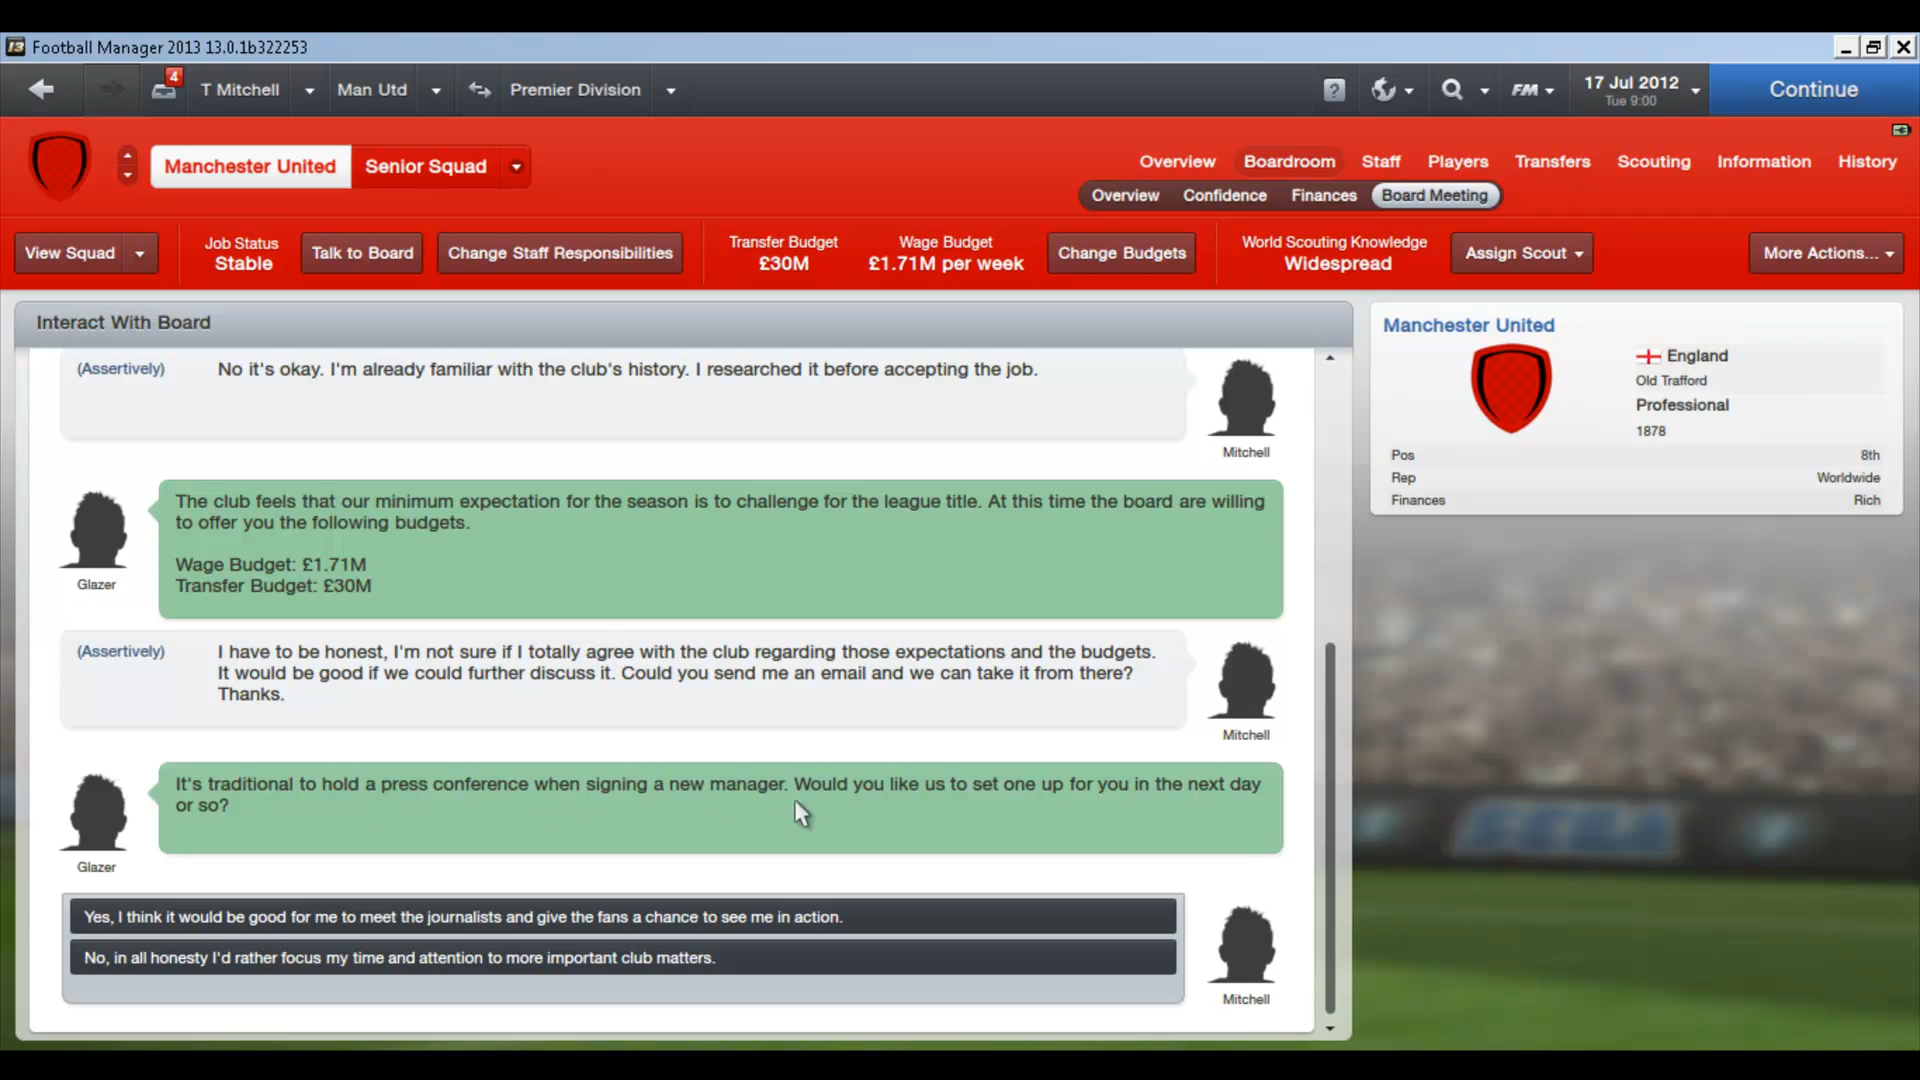 Football Manager 2013 13.0.1b322253
4
T Mitchell
Man Utd
Premier Division
?
FM
17 Jul 2012
Tue 9:00
Continue
Manchester United
Senior Squad
Overview
Boardroom
Staff
Players
Transfers
Scouting
Information
History
Overview
Confidence
Finances
Board Meeting
View Squad
Job Status
Stable
Talk to Board
Change Staff Responsibilities
Transfer Budget
£30M
Wage Budget
£1.71M per week
Change Budgets
World Scouting Knowledge
Widespread
Assign Scout
More Actions...
Interact With Board
(Assertively)
No it's okay. I'm already familiar with the club's history. I researched it before accepting the job.
Mitchell
The club feels that our minimum expectation for the season is to challenge for the league title. At this time the board are willing
to offer you the following budgets.
Wage Budget: £1.71M
Transfer Budget: £30M
Glazer
(Assertively)
I have to be honest, I'm not sure if I totally agree with the club regarding those expectations and the budgets.
It would be good if we could further discuss it. Could you send me an email and we can take it from there?
Thanks.
Mitchell
It's traditional to hold a press conference when signing a new manager. Would you like us to set one up for you in the next day
or so?
Glazer
Yes, I think it would be good for me to meet the journalists and give the fans a chance to see me in action.
No, in all honesty I'd rather focus my time and attention to more important club matters.
Mitchell
Manchester United
England
Old Trafford
Professional
1878
Pos 8th
Rep Worldwide
Finances Rich
SEGA